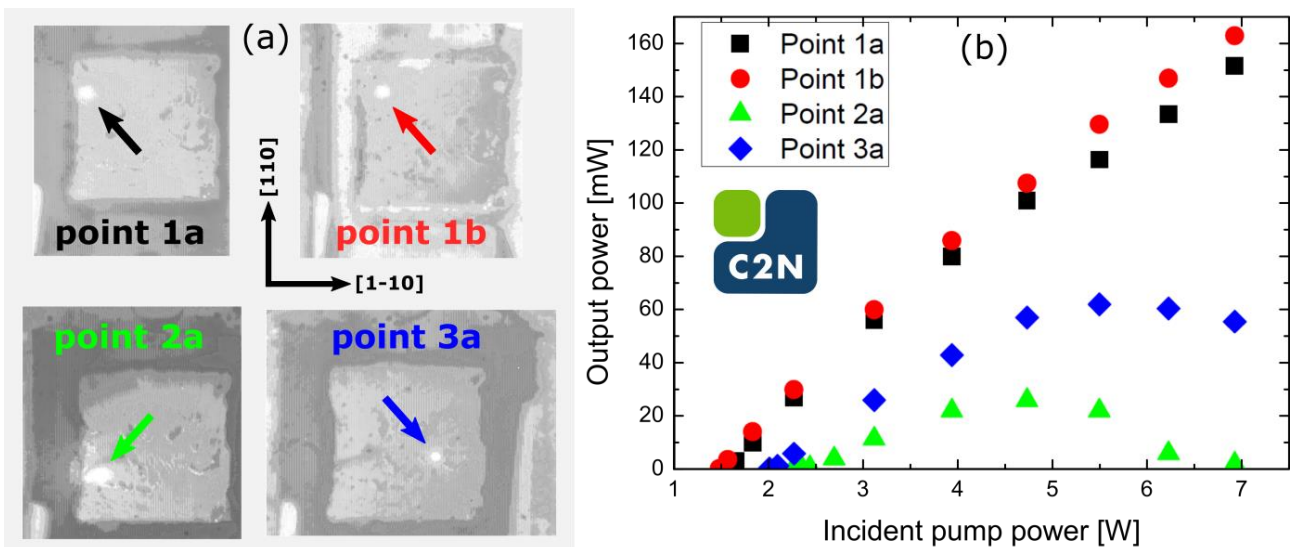 (a)
point 1a
point 1b
[110]
[1-10]
point 2a
point 3a
(b)
Point 1a
Point 1b
Point 2a
Point 3a
C2N
Output power [mW]
160
140
120
100
80
60
40
20
0
1 2 3 4 5 6 7
Incident pump power [W]